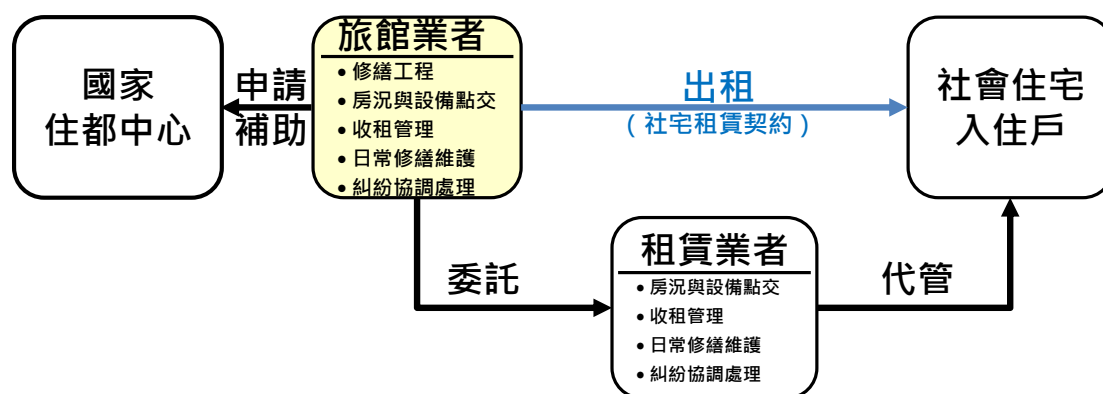 國家
住都中心
申請
補助
旅館業者
• 修繕工程
• 房況與設備點交
• 收租管理
• 日常修繕維護
• 糾紛協調處理
出租
（社宅租賃契約）
社會住宅
入住戶
委託
租賃業者
• 房況與設備點交
• 收租管理
• 日常修繕維護
• 糾紛協調處理
代管